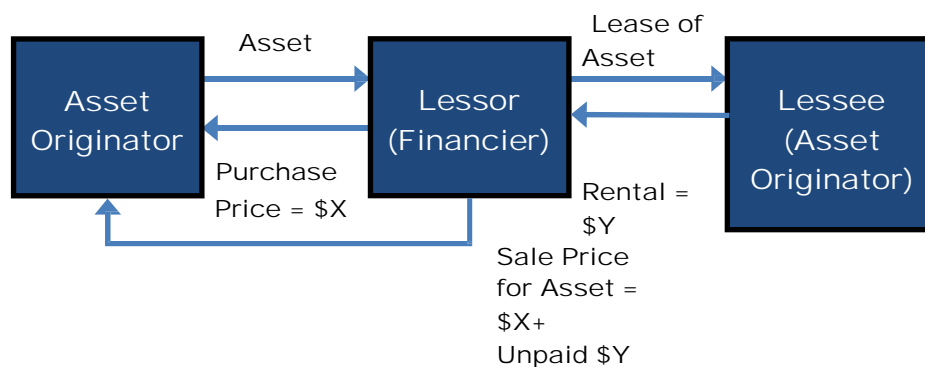 Asset
Lease of
Asset
Asset
Originator
Lessor
(Financier)
Lessee
(Asset
Originator)
Purchase
Price = $X
Rental =
$Y
Sale Price
for Asset =
$X+
Unpaid $Y